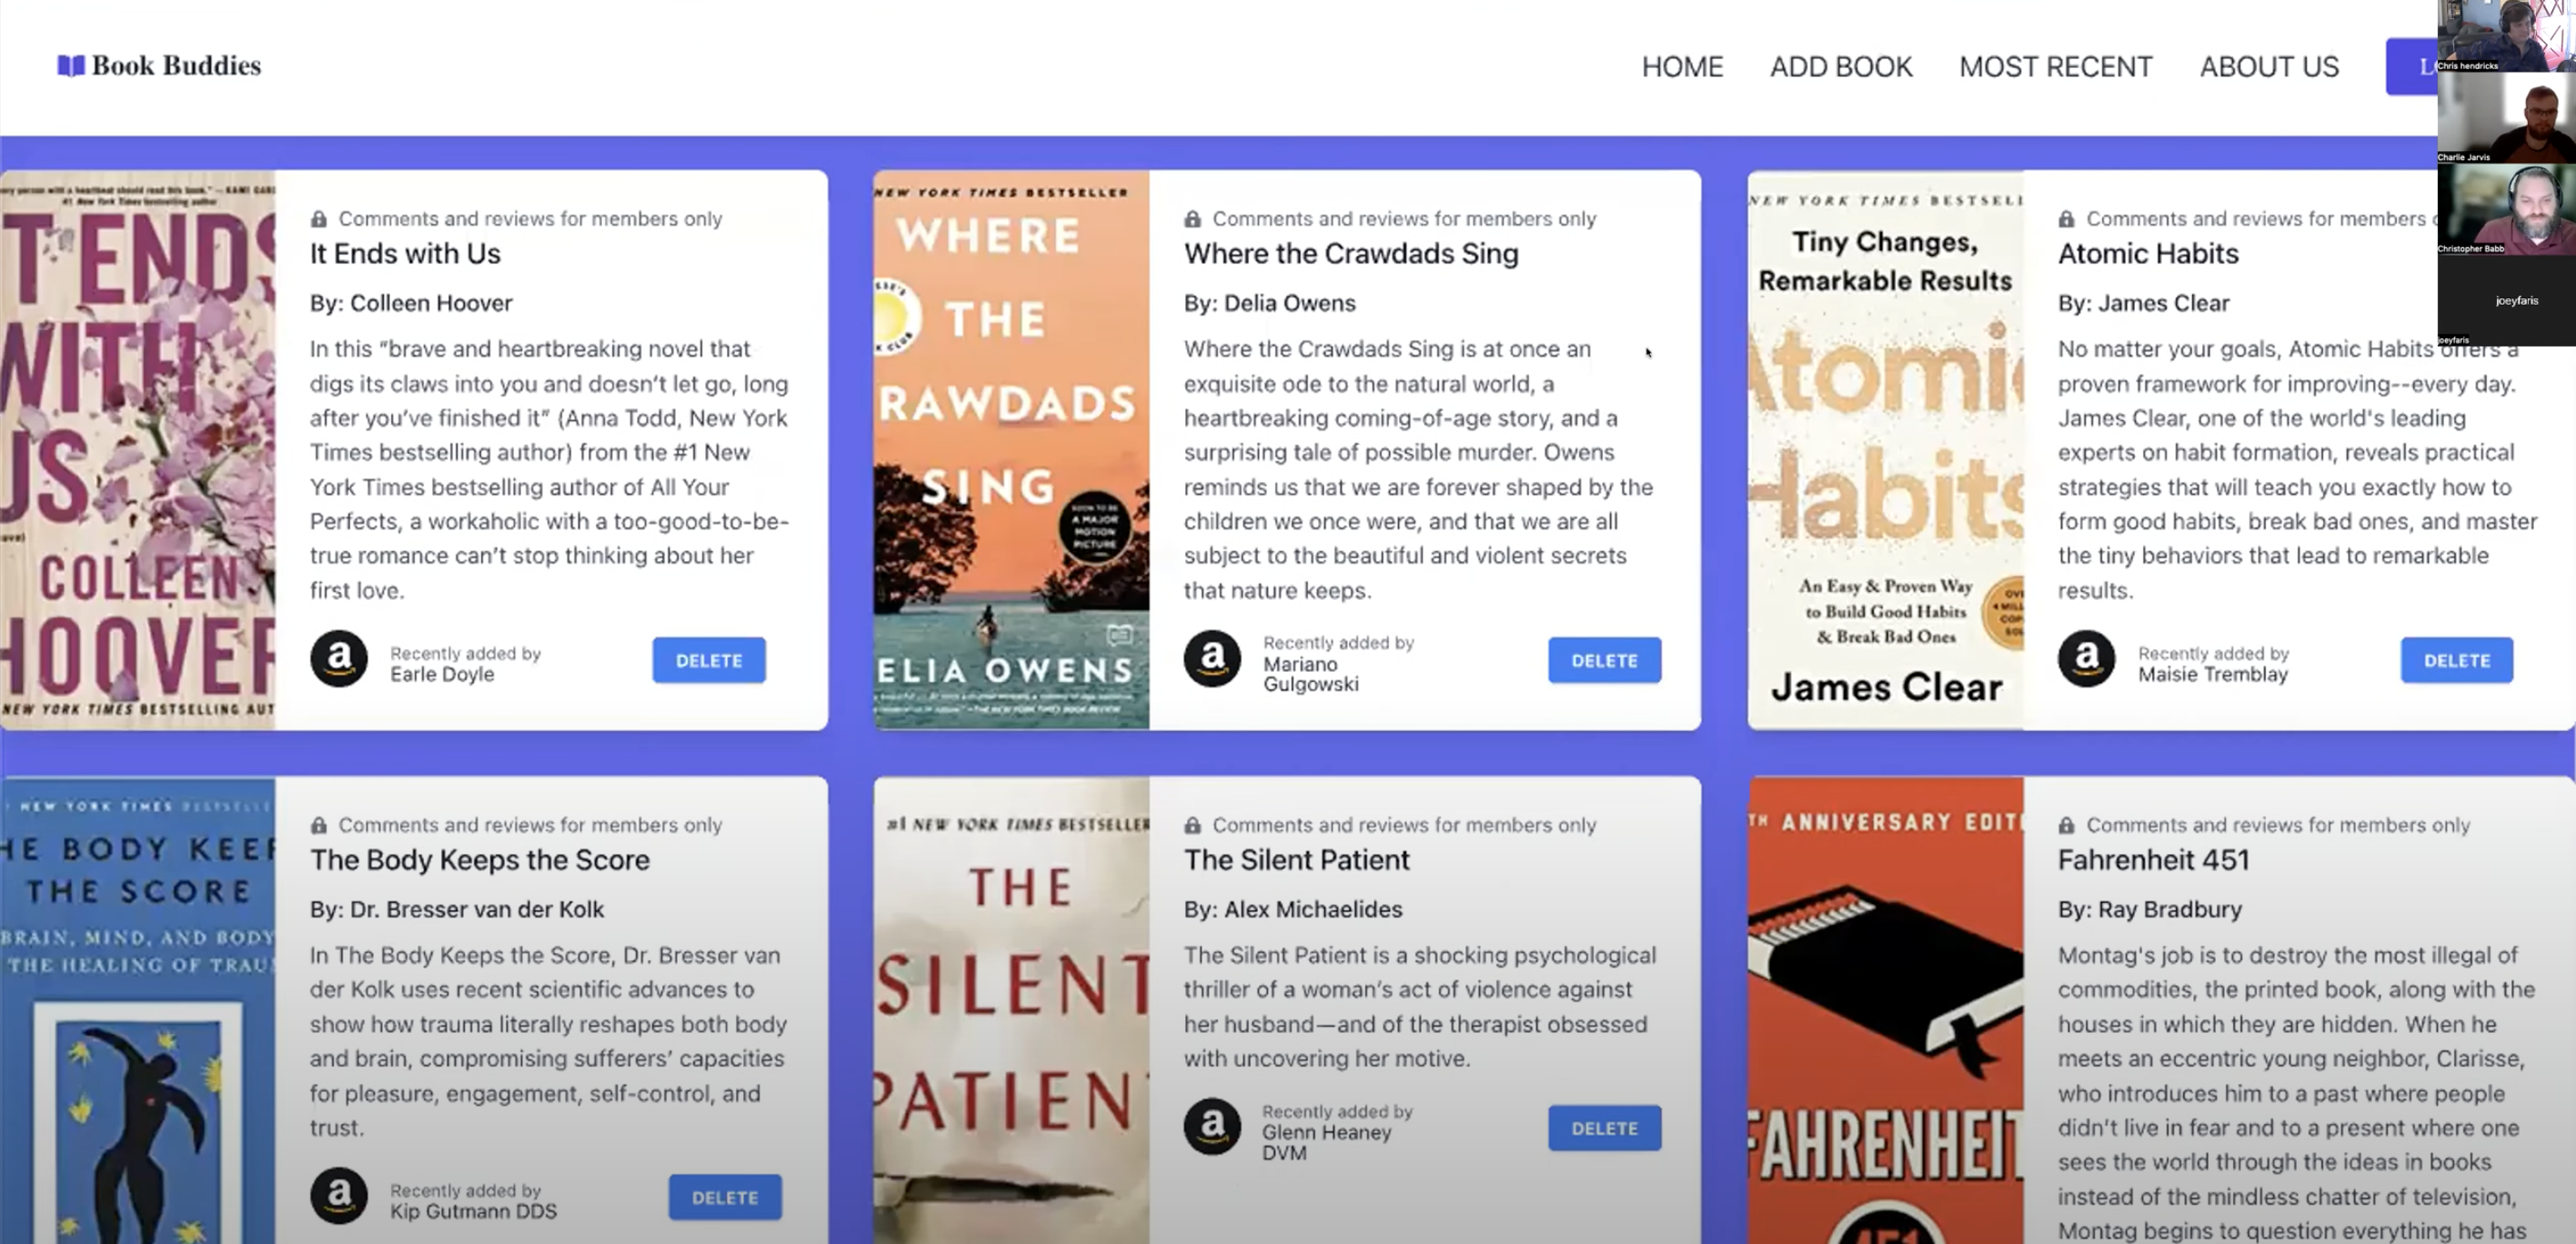 Book Buddies
HOME
ADD BOOK
MOST RECENT
ABOUT US
Chris hendricks
Charlie Jarvis
Christopher Babb
joeyfaris
joeyfaris
#1 New York Times bestselling author
T ENDS
WITH
US
COLLEEN
HOOVER
NEW YORK TIMES BESTSELLING AUT
Comments and reviews for members only
It Ends with Us
By: Colleen Hoover
In this “brave and heartbreaking novel that
digs its claws into you and doesn’t let go, long
after you’ve finished it” (Anna Todd, New York
Times bestselling author) from the #1 New
York Times bestselling author of All Your
Perfects, a workaholic with a too-good-to-be-
true romance can’t stop thinking about her
first love.
a
Recently added by
Earle Doyle
DELETE
NEW YORK TIMES BESTSELLER
WHERE
THE
RAWDADS
SING
SOON TO BE
A MAJOR
MOTION
PICTURE
ELIA OWENS
Comments and reviews for members only
Where the Crawdads Sing
By: Delia Owens
Where the Crawdads Sing is at once an
exquisite ode to the natural world, a
heartbreaking coming-of-age story, and a
surprising tale of possible murder. Owens
reminds us that we are forever shaped by the
children we once were, and that we are all
subject to the beautiful and violent secrets
that nature keeps.
a
Recently added by
Mariano
Gulgowski
DELETE
NEW YORK TIMES BESTSELL
Tiny Changes,
Remarkable Results
Atomic
Habits
An Easy & Proven Way
to Build Good Habits
& Break Bad Ones
James Clear
Comments and reviews for members o
Atomic Habits
By: James Clear
No matter your goals, Atomic Habits offers a
proven framework for improving--every day.
James Clear, one of the world's leading
experts on habit formation, reveals practical
strategies that will teach you exactly how to
form good habits, break bad ones, and master
the tiny behaviors that lead to remarkable
results.
a
Recently added by
Maisie Tremblay
DELETE
NEW YORK TIMES BESTSELLE
HE BODY KEEP
THE SCORE
BRAIN, MIND, AND BODY
THE HEALING OF TRAU
Comments and reviews for members only
The Body Keeps the Score
By: Dr. Bresser van der Kolk
In The Body Keeps the Score, Dr. Bresser van
der Kolk uses recent scientific advances to
show how trauma literally reshapes both body
and brain, compromising sufferers’ capacities
for pleasure, engagement, self-control, and
trust.
a
Recently added by
Kip Gutmann DDS
DELETE
#1 NEW YORK TIMES BESTSELLER
THE
SILENT
PATIENT
Comments and reviews for members only
The Silent Patient
By: Alex Michaelides
The Silent Patient is a shocking psychological
thriller of a woman’s act of violence against
her husband—and of the therapist obsessed
with uncovering her motive.
a
Recently added by
Glenn Heaney
DVM
DELETE
TH ANNIVERSARY EDITI
FAHRENHEIT
451
Comments and reviews for members only
Fahrenheit 451
By: Ray Bradbury
Montag's job is to destroy the most illegal of
commodities, the printed book, along with the
houses in which they are hidden. When he
meets an eccentric young neighbor, Clarisse,
who introduces him to a past where people
didn't live in fear and to a present where one
sees the world through the ideas in books
instead of the mindless chatter of television,
Montag begins to question everything he has